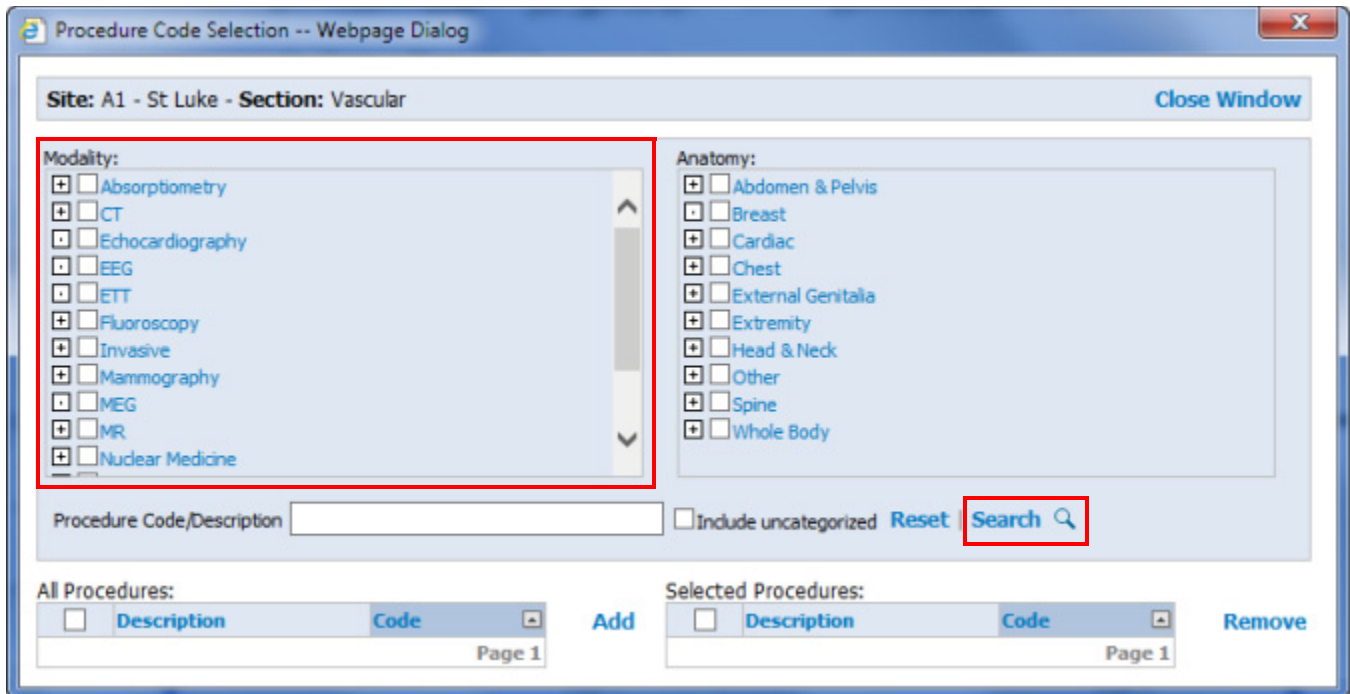 Procedure Code Selection -- Webpage Dialog
Site: A1 - St Luke - Section: Vascular
Close Window
Modality:
Absorptiometry
CT
Echocardiography
EEG
ETT
Fluoroscopy
Invasive
Mammography
MEG
MR
Nuclear Medicine
Anatomy:
Abdomen & Pelvis
Breast
Cardiac
Chest
External Genitalia
Extremity
Head & Neck
Other
Spine
Whole Body
Procedure Code/Description Include uncategorized Reset | Search
All Procedures:
Description Code
Page 1
Add
Selected Procedures:
Description Code
Page 1
Remove